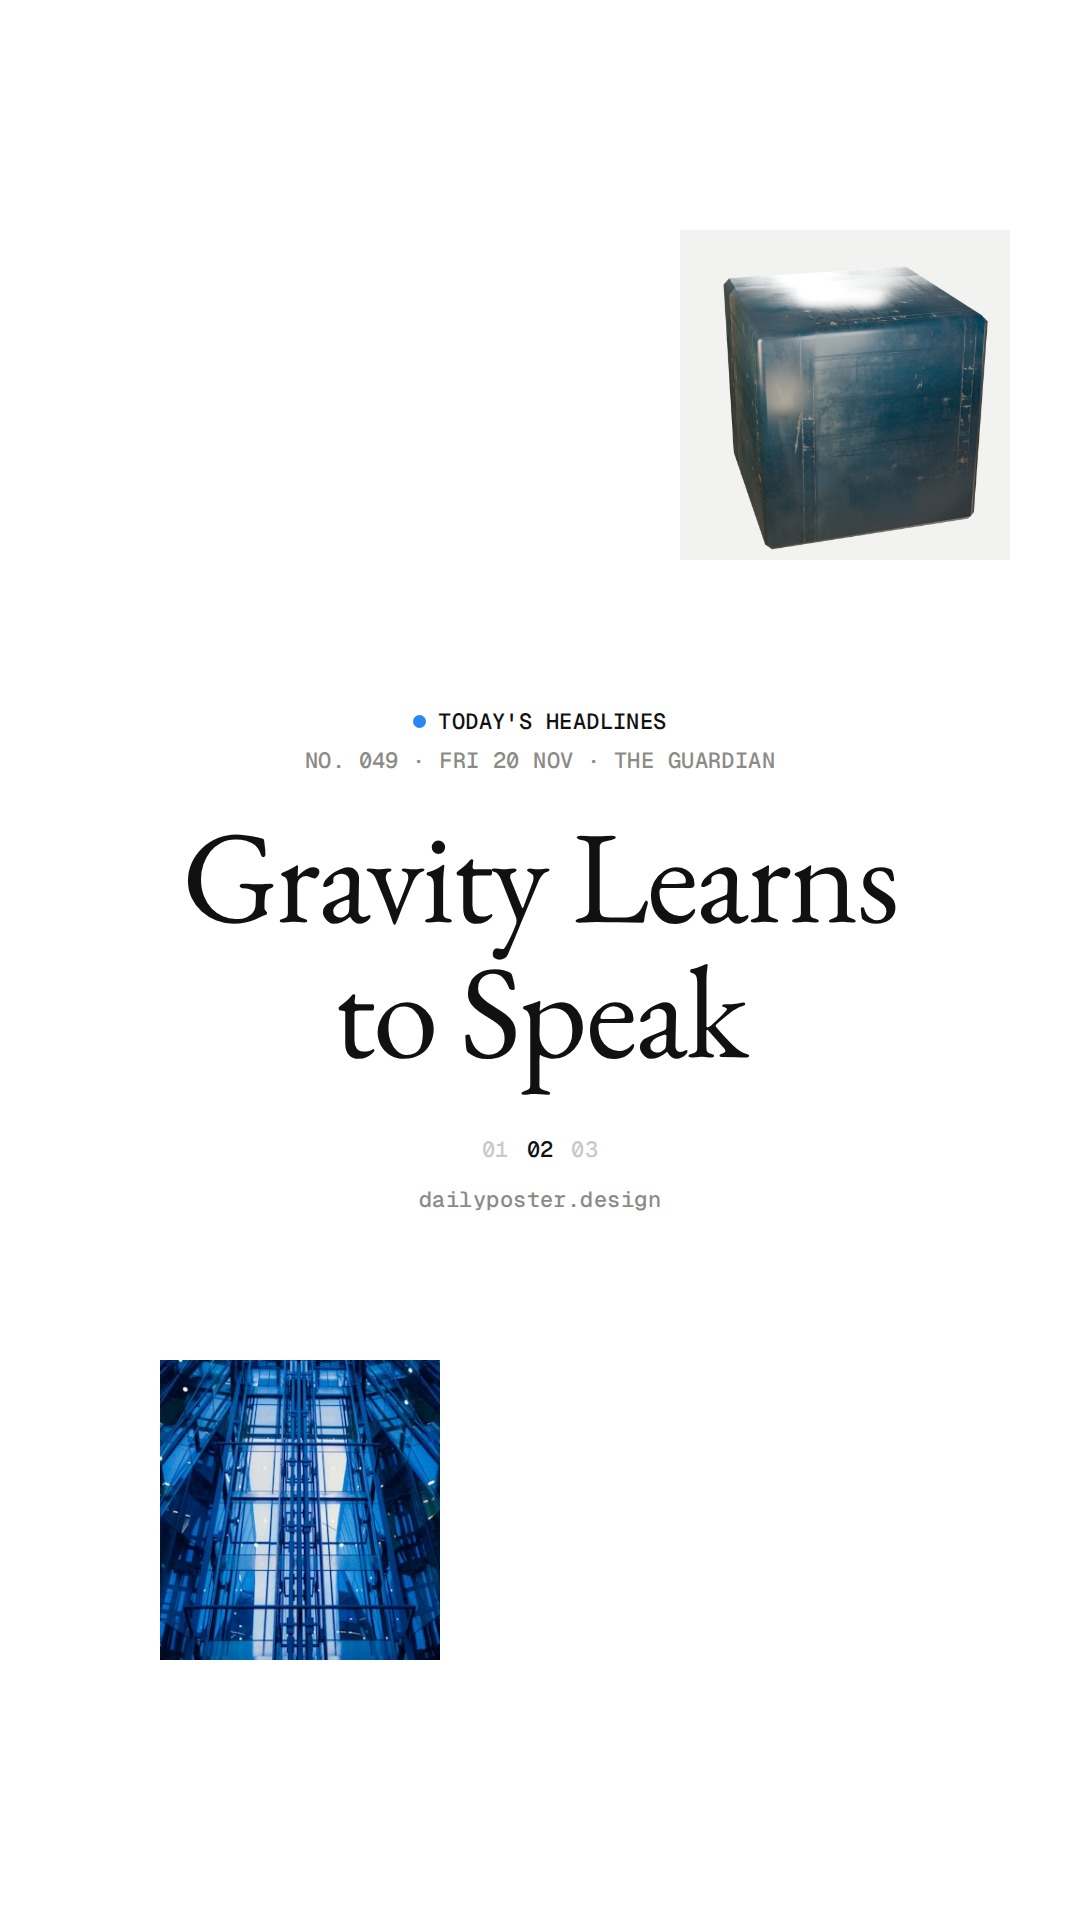 TODAY'S HEADLINES
NO. 049 · FRI 20 NOV · THE GUARDIAN
Gravity Learns
to Speak
01 02 03
dailyposter.design